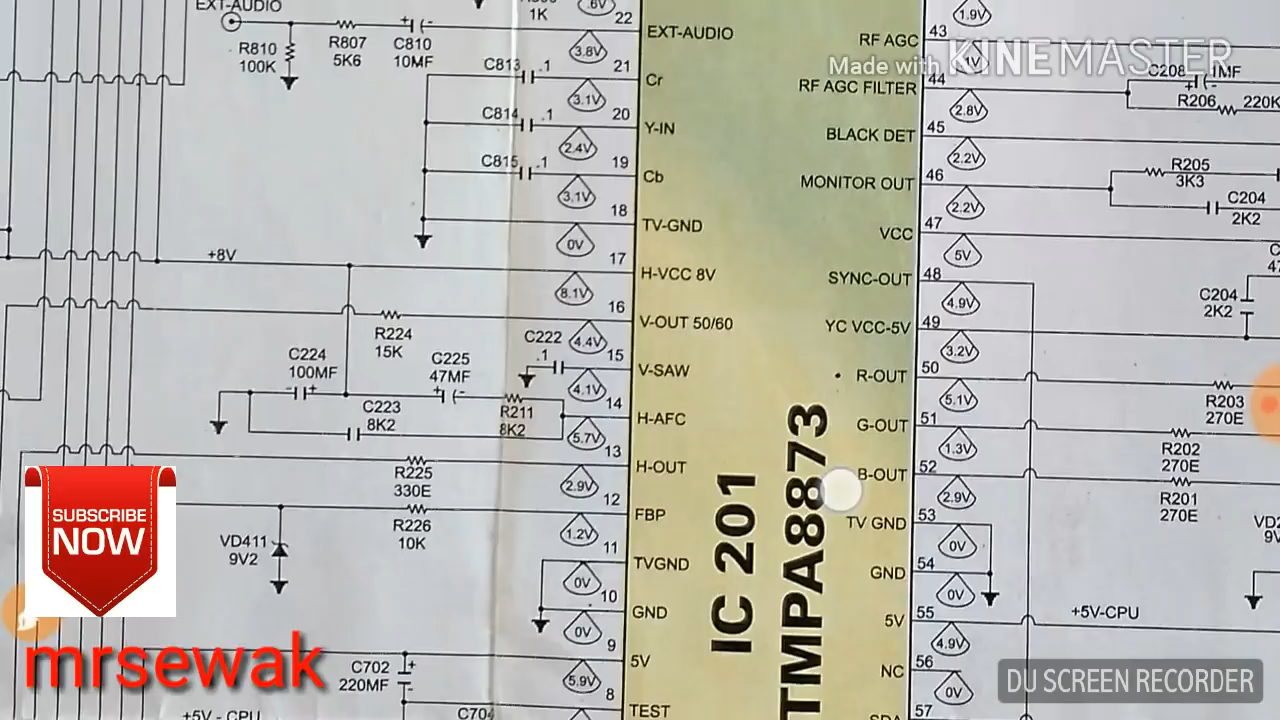 EXT-AUDIO
1K
.6V
22
EXT-AUDIO
R810
100K
R807
5K6
C810
10MF
+
-
3.8V
21
Cr
C813
.1
3.1V
20
Y-IN
C814
.1
2.4V
19
Cb
C815
.1
3.1V
18
TV-GND
0V
17
H-VCC 8V
+8V
8.1V
16
V-OUT 50/60
R224
15K
C222
.1
4.4V
15
V-SAW
C224
100MF
-
+
C225
47MF
+
-
4.1V
14
H-AFC
R211
8K2
C223
8K2
5.7V
13
H-OUT
R225
330E
2.9V
12
FBP
R226
10K
1.2V
11
TVGND
VD411
9V2
0V
10
GND
0V
9
5V
C702
220MF
+
-
5.9V
8
TEST
+5V - CPU
C704
IC 201
TMPA8873
1.9V
43
RF AGC
1V
44
RF AGC FILTER
C208
1MF
+
-
R206
220K
2.8V
45
BLACK DET
2.2V
46
MONITOR OUT
R205
3K3
C204
2K2
2.2V
47
VCC
5V
48
SYNC-OUT
C204
2K2
4.9V
49
YC VCC-5V
3.2V
50
R-OUT
R203
270E
5.1V
51
G-OUT
R202
270E
1.3V
52
B-OUT
R201
270E
2.9V
53
TV GND
0V
54
GND
0V
55
5V
+5V-CPU
4.9V
56
NC
0V
57
Made with KINEMASTER
SUBSCRIBE
NOW
mrsewak
DU SCREEN RECORDER